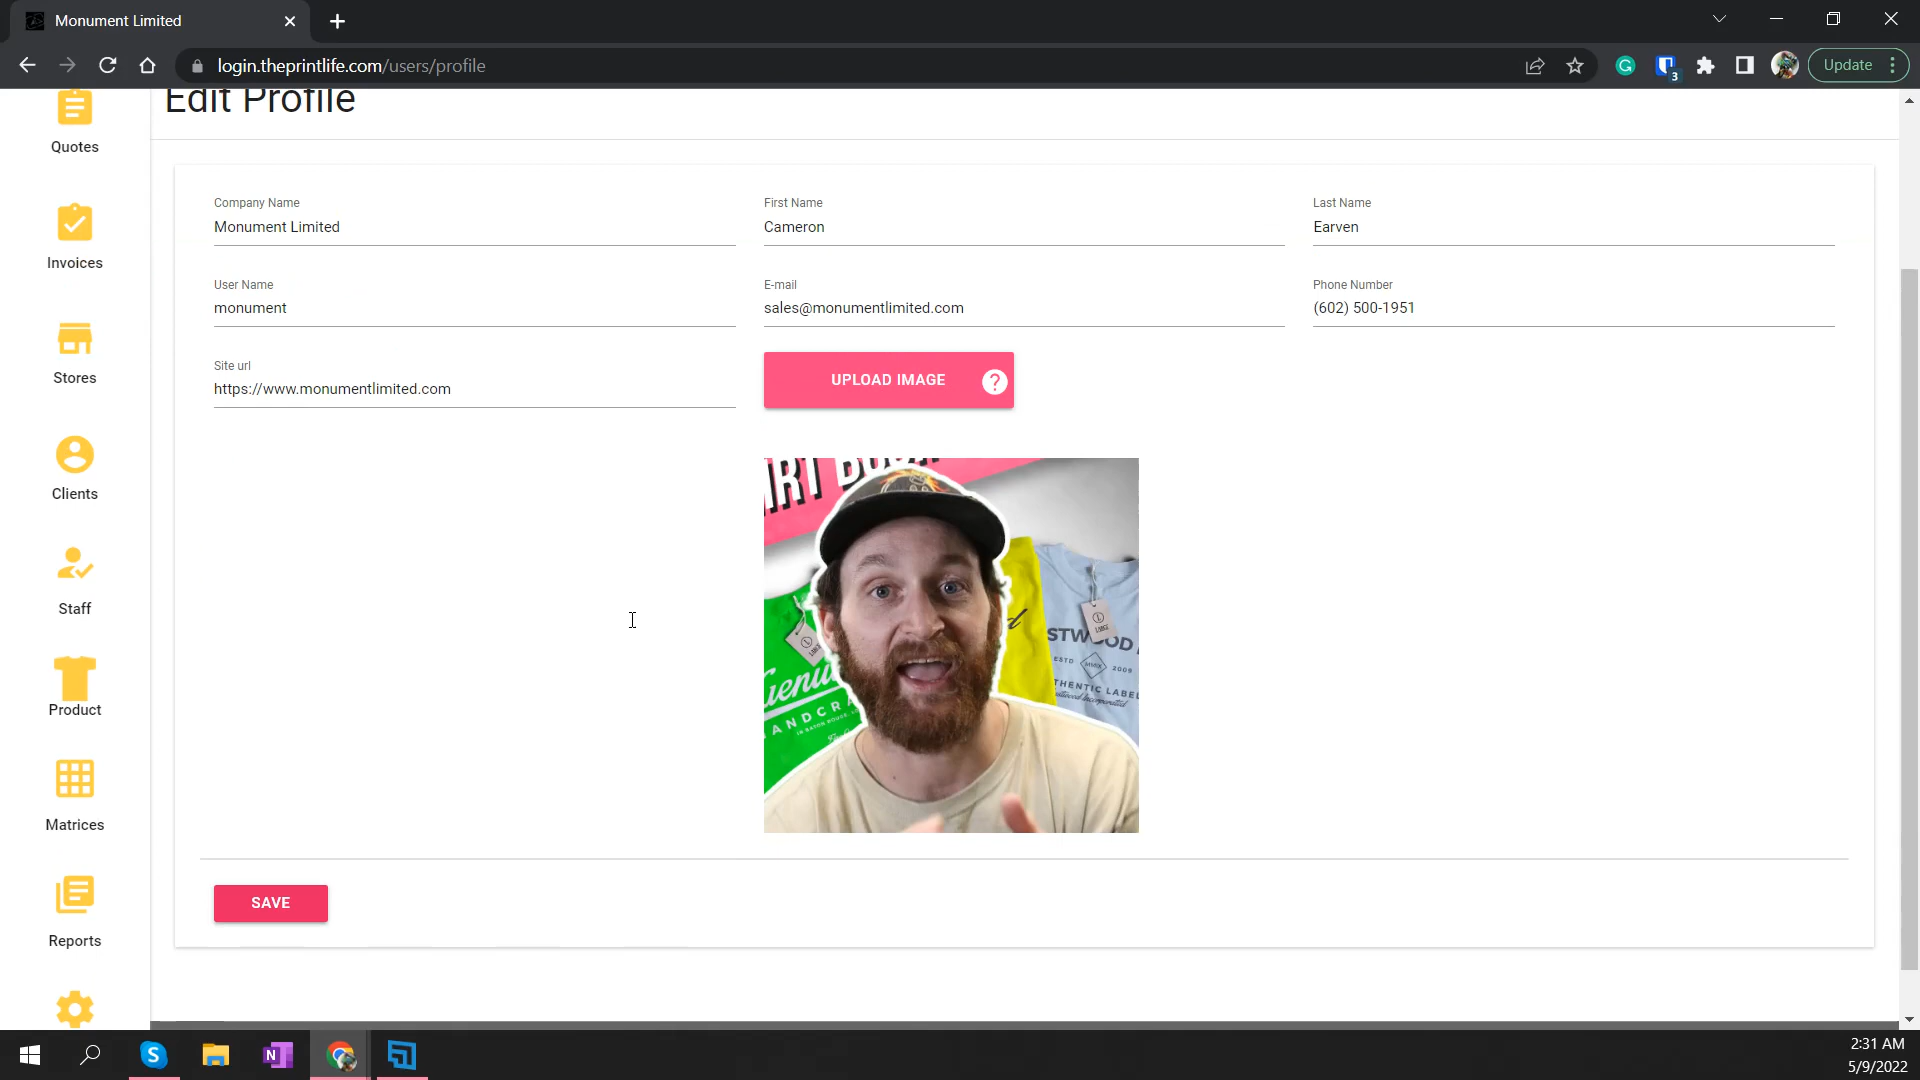 Monument Limited
login.theprintlife.com/users/profile
3
Update
Edit Profile
Quotes
Invoices
Stores
Clients
Staff
Product
Matrices
Reports
Company Name
Monument Limited
First Name
Cameron
Last Name
Earven
User Name
monument
E-mail
sales@monumentlimited.com
Phone Number
(602) 500-1951
Site url
https://www.monumentlimited.com
UPLOAD IMAGE
?
SAVE
2:31 AM
5/9/2022